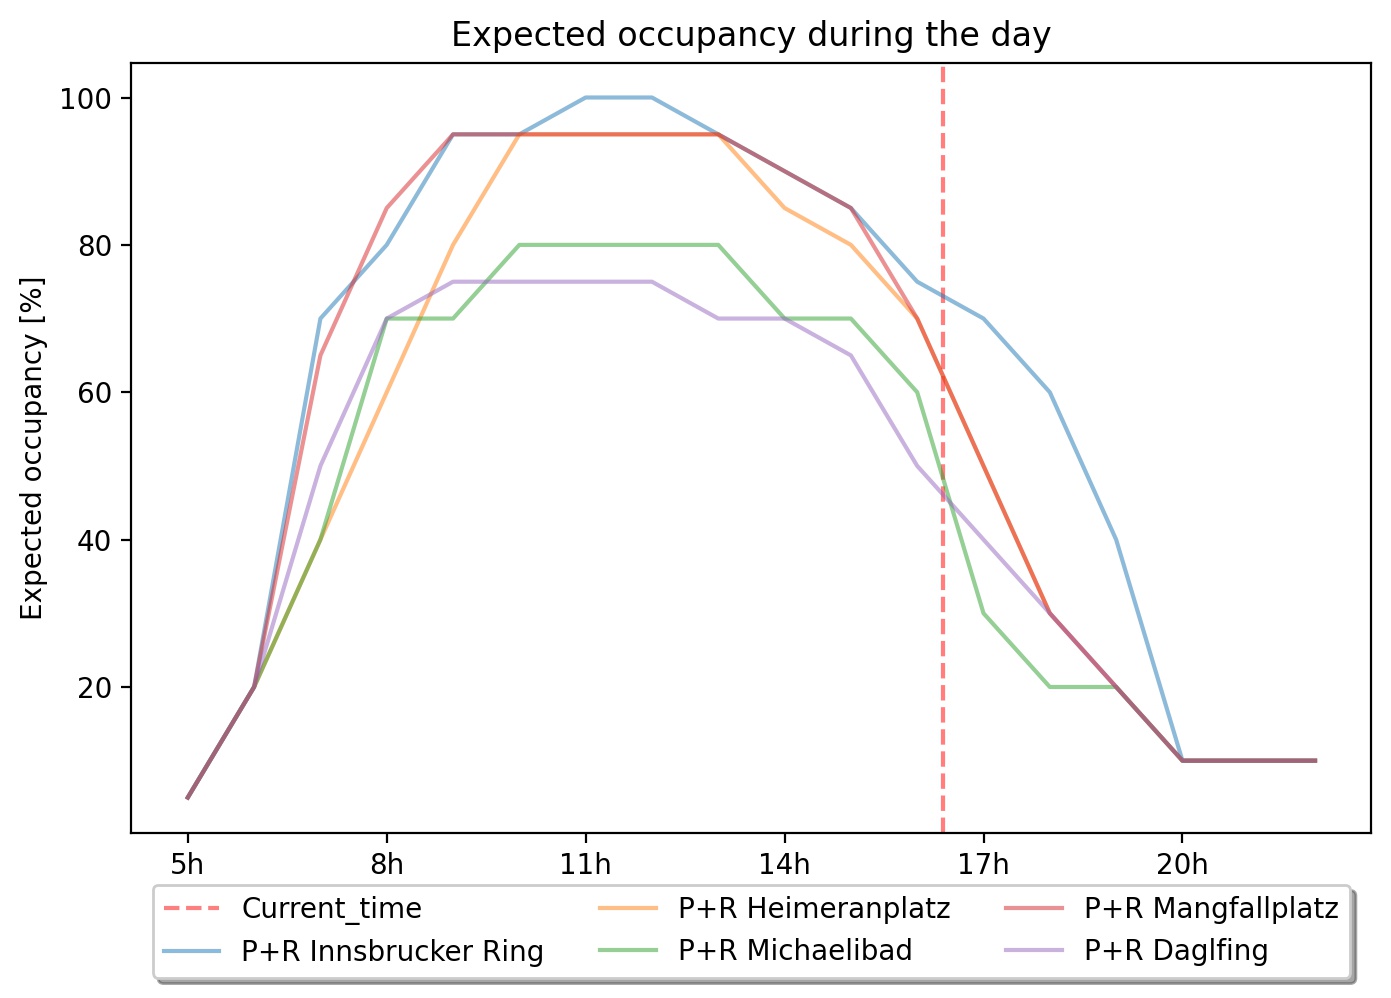 Expected occupancy during the day
Expected occupancy [%]
100
80
60
40
20
5h 8h 11h 14h 17h 20h
Current_time P+R Heimeranplatz P+R Mangfallplatz
P+R Innsbrucker Ring P+R Michaelibad P+R Daglfing